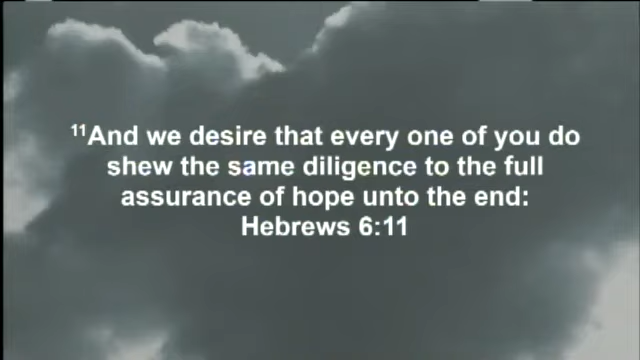 ¹¹And we desire that every one of you do
shew the same diligence to the full
assurance of hope unto the end:
Hebrews 6:11